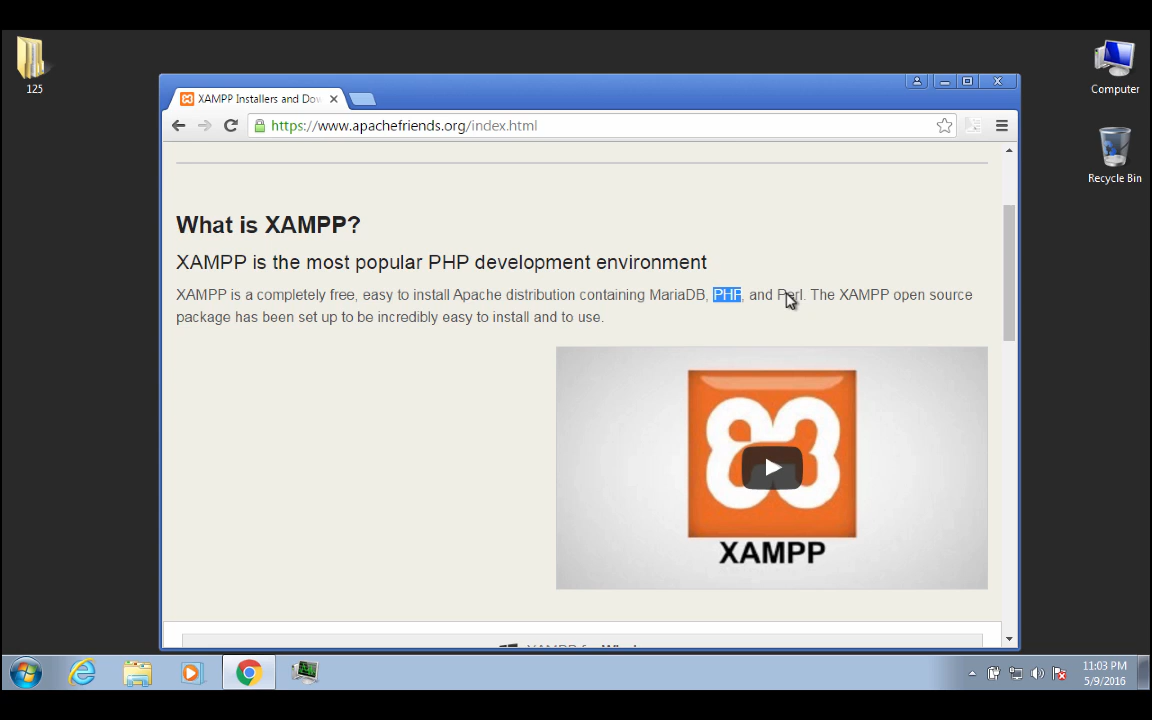 125
Computer
Recycle Bin
XAMPP Installers and Dow
https://www.apachefriends.org/index.html
What is XAMPP?
XAMPP is the most popular PHP development environment
XAMPP is a completely free, easy to install Apache distribution containing MariaDB, PHP, and Perl. The XAMPP open source
package has been set up to be incredibly easy to install and to use.
XAMPP
11:03 PM
5/9/2016